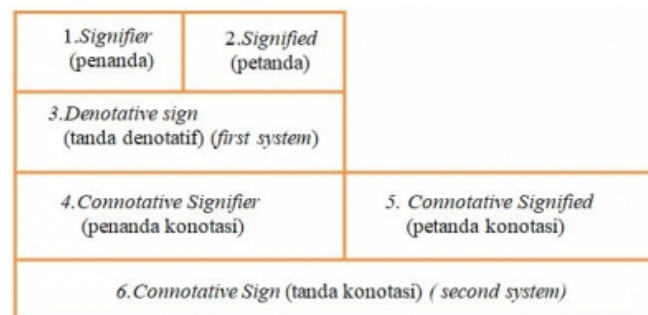 1.Signifier
(penanda)
2.Signified
(petanda)
3.Denotative sign
(tanda denotatif) (first system)
4.Connotative Signifier
(penanda konotasi)
5. Connotative Signified
(petanda konotasi)
6.Connotative Sign (tanda konotasi) ( second system)